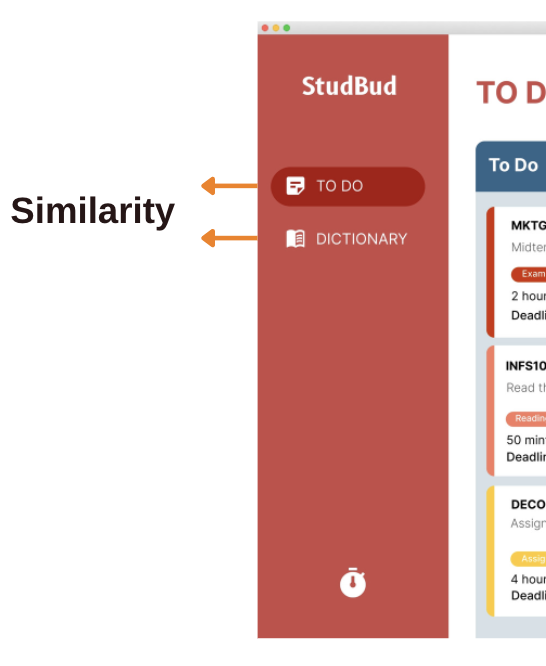 StudBud
TO D
TO DO
DICTIONARY
Similarity
To Do
MKTG
Midter
Exam
2 hour
Deadli
INFS10
Read th
Reading
50 min
Deadlin
DECO
Assign
Assig
4 hour
Deadli